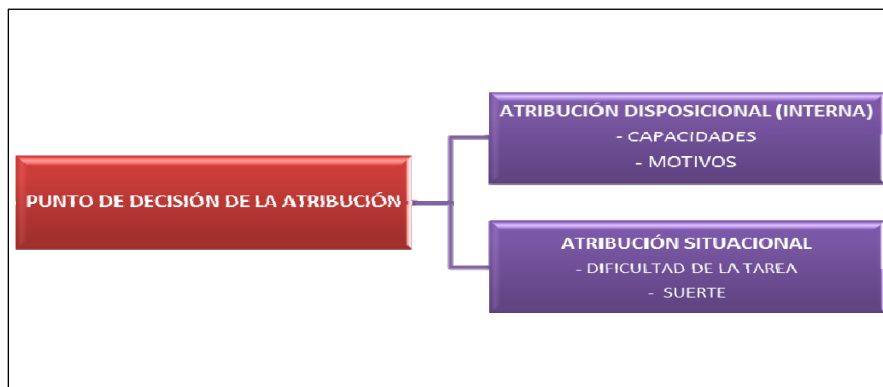 PUNTO DE DECISIÓN DE LA ATRIBUCIÓN
ATRIBUCIÓN DISPOSICIONAL (INTERNA)
- CAPACIDADES
- MOTIVOS
ATRIBUCIÓN SITUACIONAL
- DIFICULTAD DE LA TAREA
- SUERTE